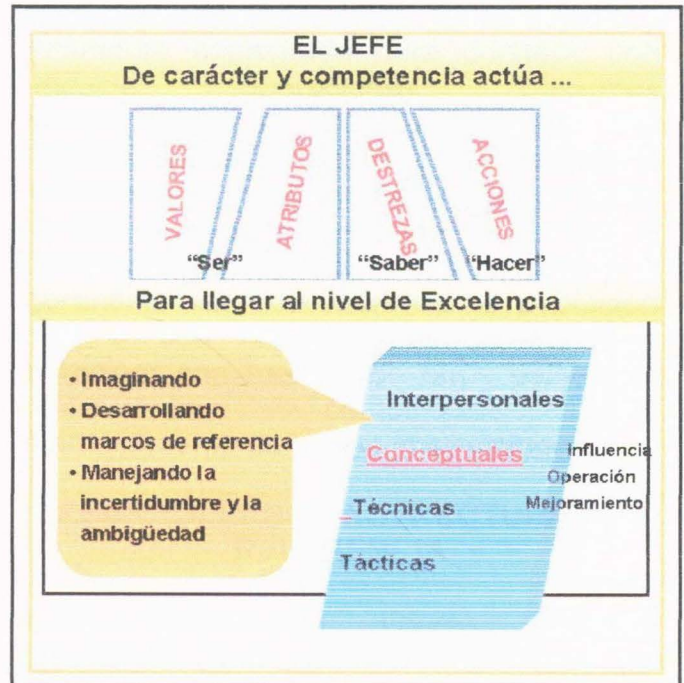 EL JEFE
De carácter y competencia actúa ...
VALORES
ATRIBUTOS
DESTREZAS
ACCIONES
“Ser”
“Saber”
“Hacer”
Para llegar al nivel de Excelencia
• Imaginando
• Desarrollando
marcos de referencia
• Manejando la
incertidumbre y la
ambigüedad
Interpersonales
Conceptuales
Técnicas
Tácticas
Influencia
Operación
Mejoramiento